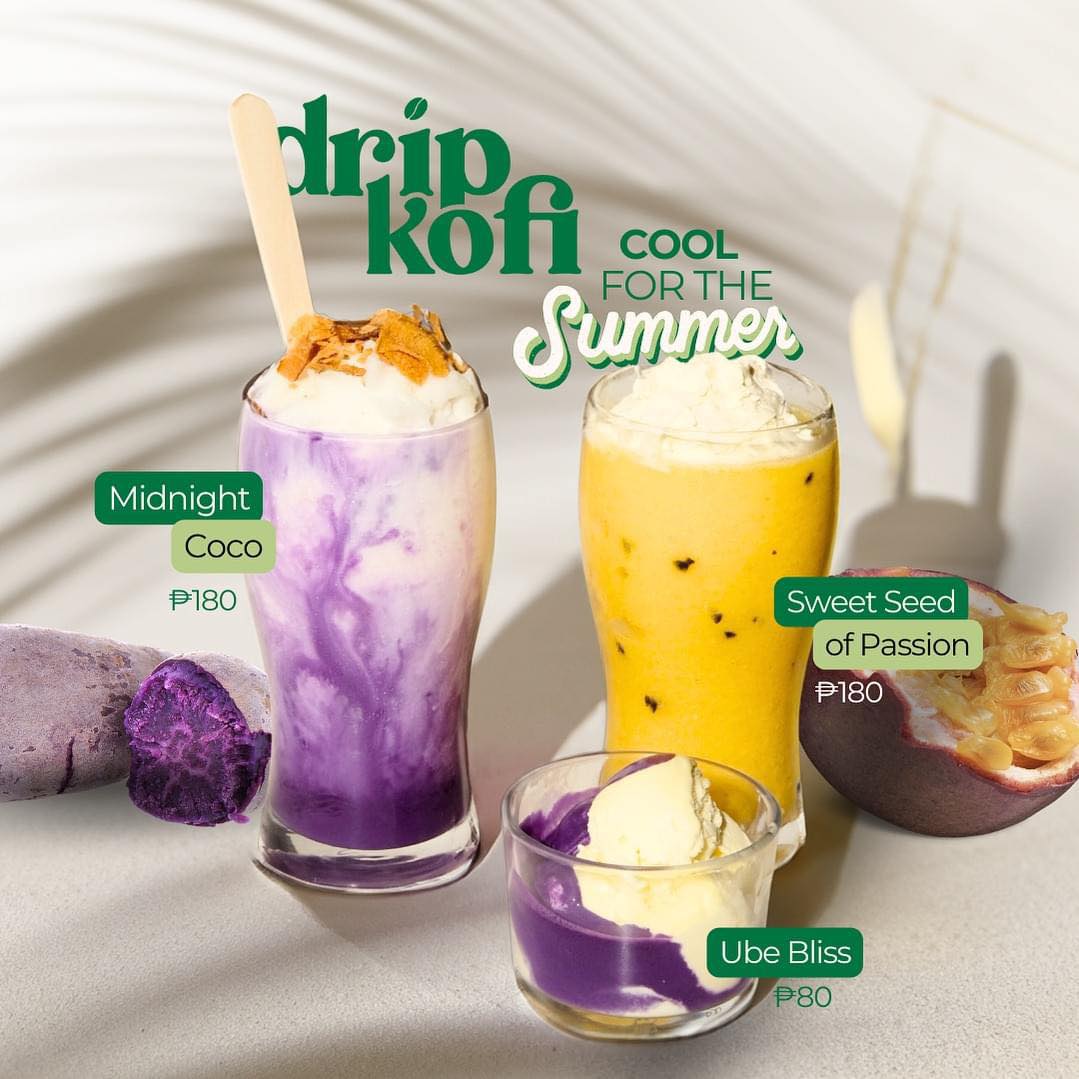 drip
kofi
COOL
FOR THE
Summer
Midnight
Coco
₱180
Sweet Seed
of Passion
₱180
Ube Bliss
₱80